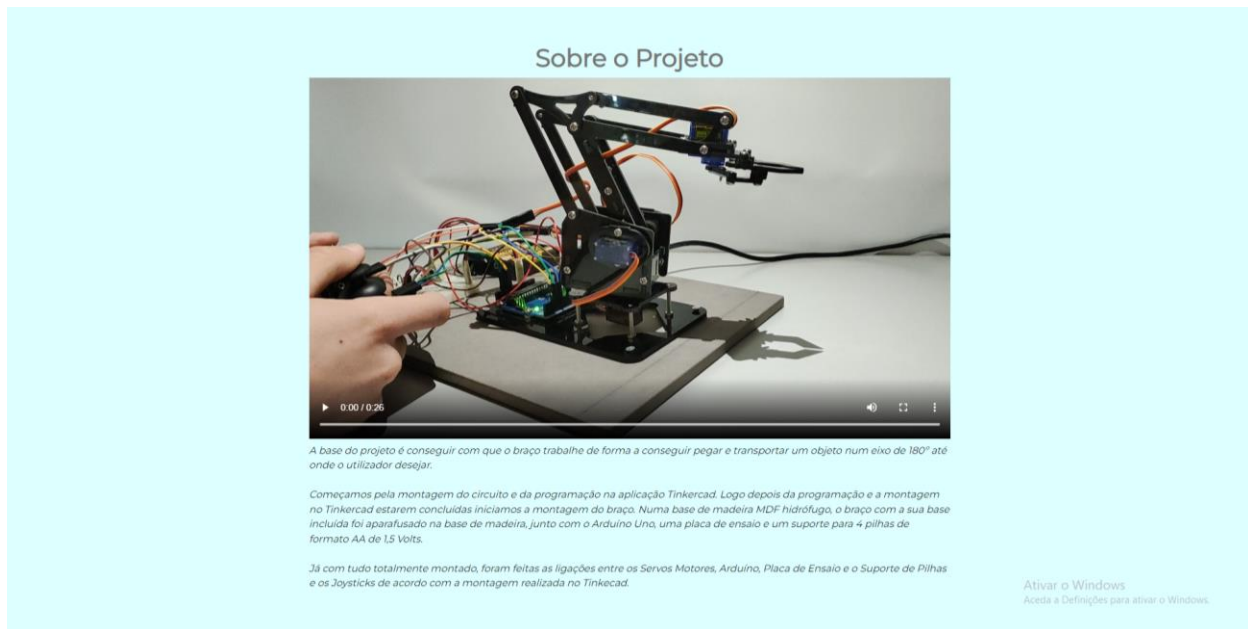 Sobre o Projeto
0:00 / 0:26
A base do projeto é conseguir com que o braço trabalhe de forma a conseguir pegar e transportar um objeto num eixo de 180º até
onde o utilizador desejar.
Começamos pela montagem do circuito e da programação na aplicação Tinkercad. Logo depois da programação e a montagem
no Tinkercad estarem concluídas iniciamos a montagem do braço. Numa base de madeira MDF hidrófugo, o braço com a sua base
incluída foi aparafusado na base de madeira, junto com o Arduíno Uno, uma placa de ensaio e um suporte para 4 pilhas de
formato AA de 1,5 Volts.
Já com tudo totalmente montado, foram feitas as ligações entre os Servos Motores, Arduíno, Placa de Ensaio e o Suporte de Pilhas
e os Joysticks de acordo com a montagem realizada no Tinkecad.
Ativar o Windows
Aceda a Definições para ativar o Windows.